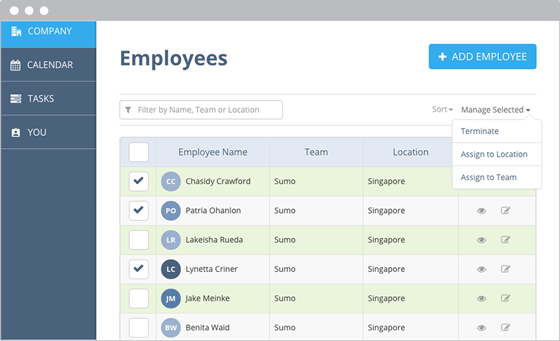 COMPANY
CALENDAR
TASKS
YOU
Employees
+ ADD EMPLOYEE
Filter by Name, Team or Location
Sort
Manage Selected
Terminate
Assign to Location
Assign to Team
Employee Name Team Location
CC Chasidy Crawford Sumo Singapore
PO Patria Ohanlon Sumo Singapore
LR Lakeisha Rueda Sumo Singapore
LC Lynetta Criner Sumo Singapore
JM Jake Meinke Sumo Singapore
BW Benita Waid Sumo Singapore